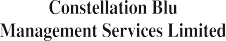 Constellation Blu
Management Services Limited